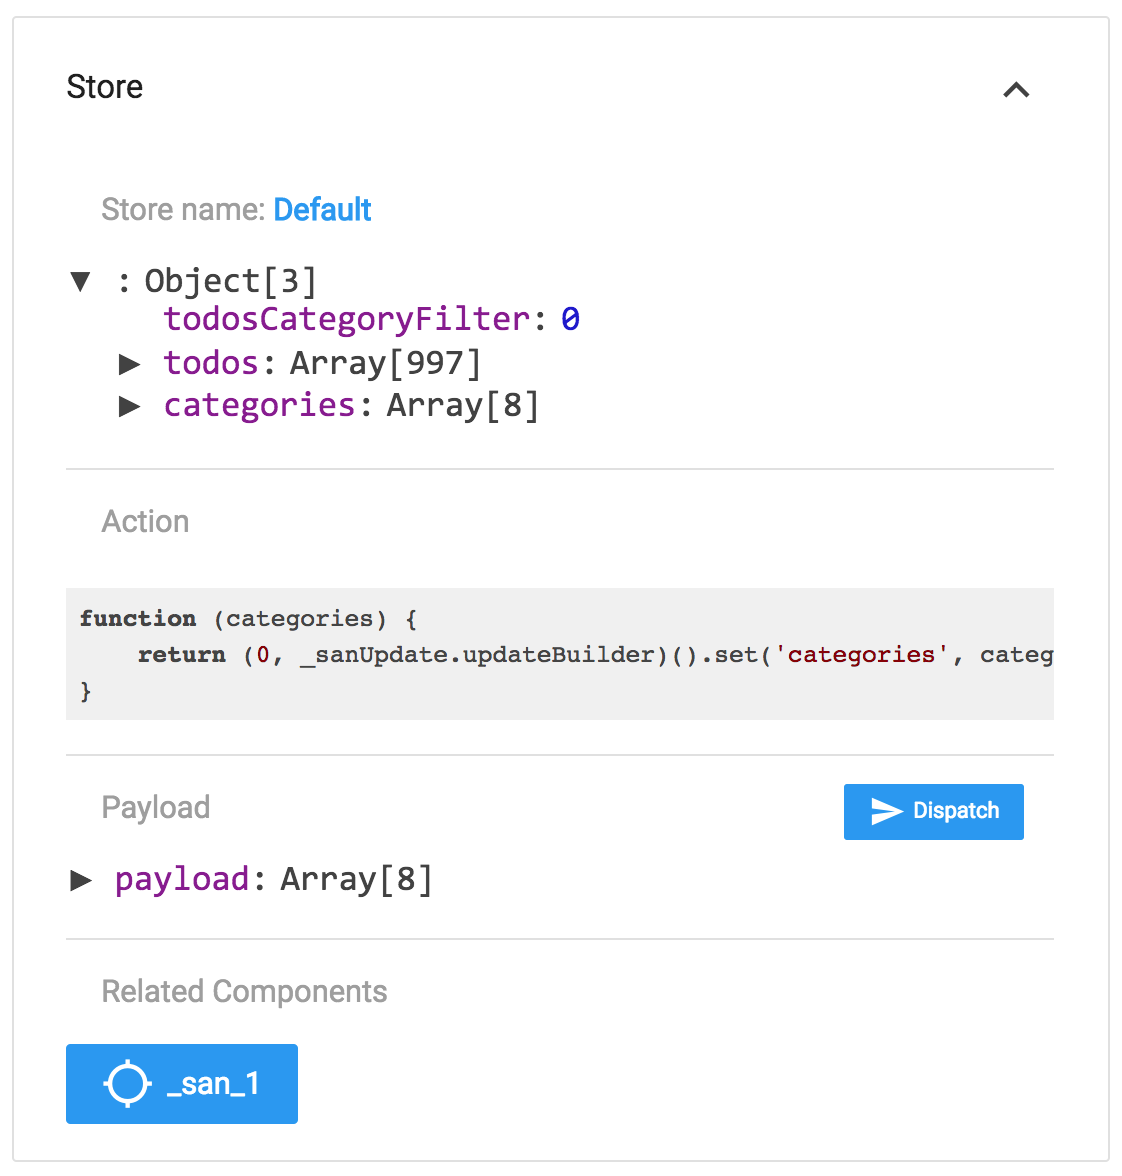 Store
Store name: Default
▼ : Object[3]
todosCategoryFilter: 0
▶ todos: Array[997]
▶ categories: Array[8]
Action
function (categories) {
    return (0, _sanUpdate.updateBuilder)().set('categories', categ
}
Payload
Dispatch
▶ payload: Array[8]
Related Components
_san_1